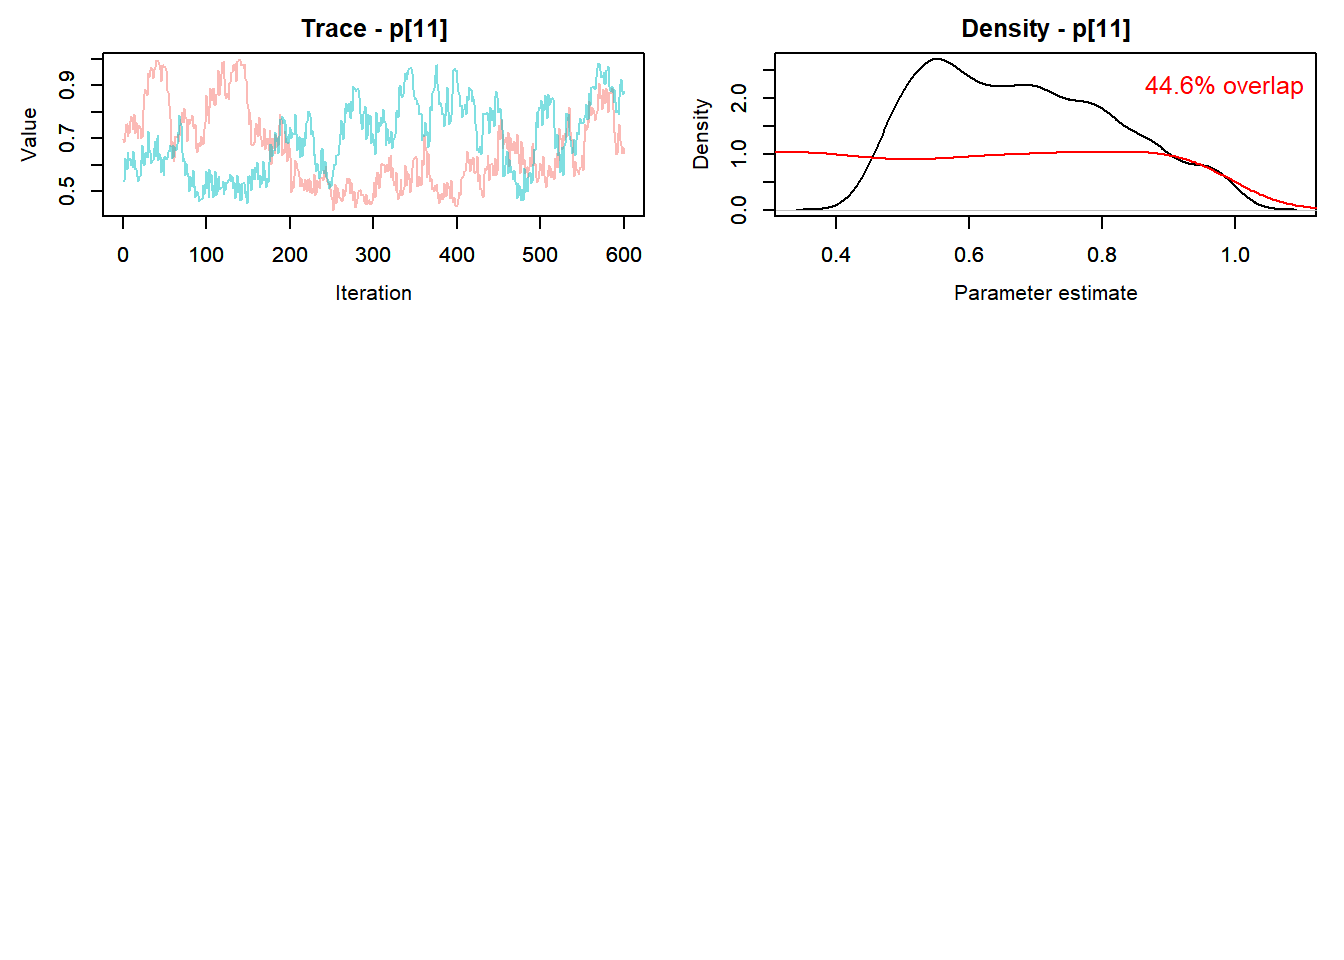 Trace - p[11]
Value
0.5 0.7 0.9
0 100 200 300 400 500 600
Iteration
Density - p[11]
44.6% overlap
Density
0.0 1.0 2.0
0.4 0.6 0.8 1.0
Parameter estimate